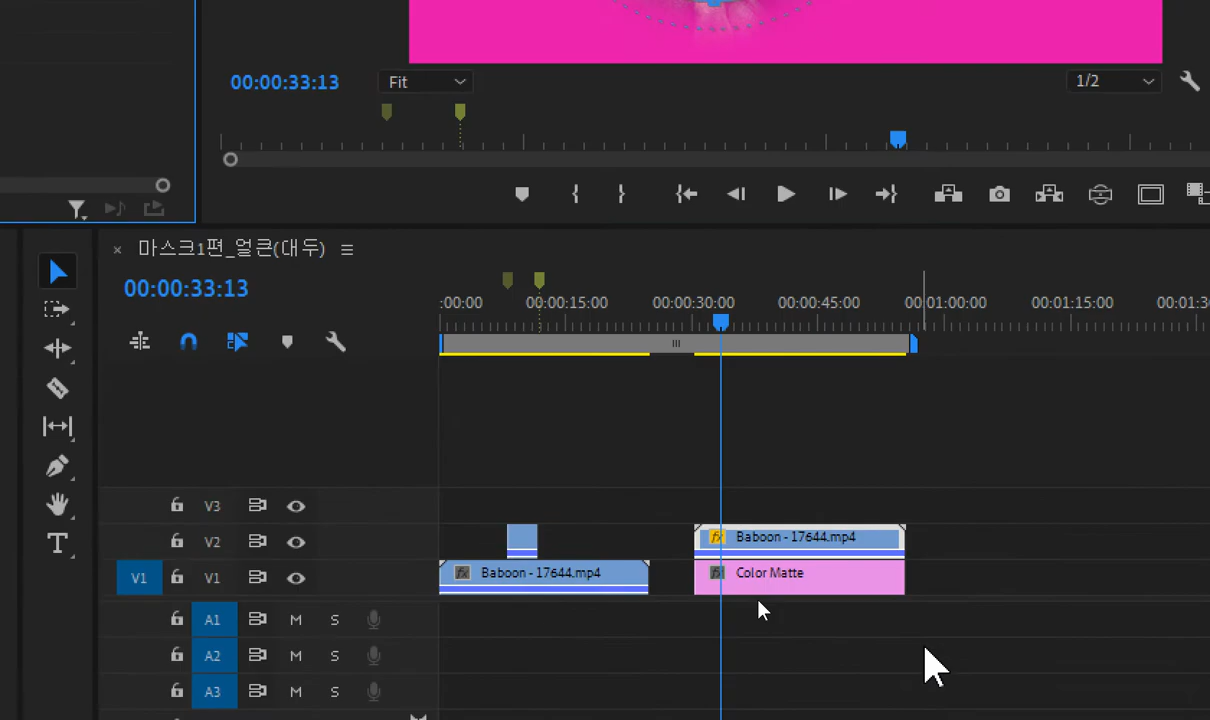 00:00:33:13
Fit
1/2
마스크1편_얼큰(대두)
00:00:33:13
:00:00 00:00:15:00 00:00:30:00 00:00:45:00 00:01:00:00 00:01:15:00 00:01:3
V3
V2
fx Baboon - 17644.mp4
V1 V1
fx Baboon - 17644.mp4
fx Color Matte
A1 M S
A2 M S
A3 M S
T